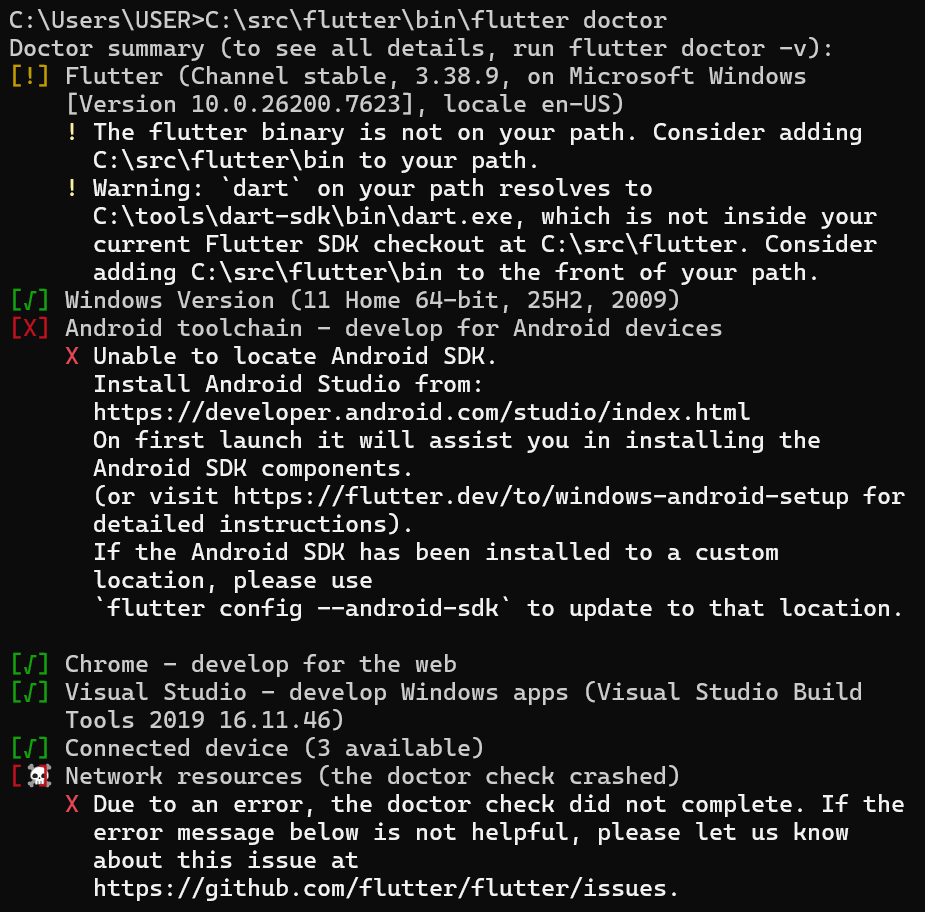 C:\Users\USER>C:\src\flutter\bin\flutter doctor
Doctor summary (to see all details, run flutter doctor -v):
[!] Flutter (Channel stable, 3.38.9, on Microsoft Windows
[Version 10.0.26200.7623], locale en-US)
! The flutter binary is not on your path. Consider adding
C:\src\flutter\bin to your path.
! Warning: `dart` on your path resolves to
C:\tools\dart-sdk\bin\dart.exe, which is not inside your
current Flutter SDK checkout at C:\src\flutter. Consider
adding C:\src\flutter\bin to the front of your path.
[√] Windows Version (11 Home 64-bit, 25H2, 2009)
[X] Android toolchain - develop for Android devices
X Unable to locate Android SDK.
Install Android Studio from:
https://developer.android.com/studio/index.html
On first launch it will assist you in installing the
Android SDK components.
(or visit https://flutter.dev/to/windows-android-setup for
detailed instructions).
If the Android SDK has been installed to a custom
location, please use
`flutter config --android-sdk` to update to that location.
[√] Chrome - develop for the web
[√] Visual Studio - develop Windows apps (Visual Studio Build
Tools 2019 16.11.46)
[√] Connected device (3 available)
[☠] Network resources (the doctor check crashed)
X Due to an error, the doctor check did not complete. If the
error message below is not helpful, please let us know
about this issue at
https://github.com/flutter/flutter/issues.